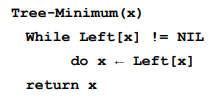 Tree-Minimum(x)
While Left[x] != NIL
do x ← Left[x]
return x